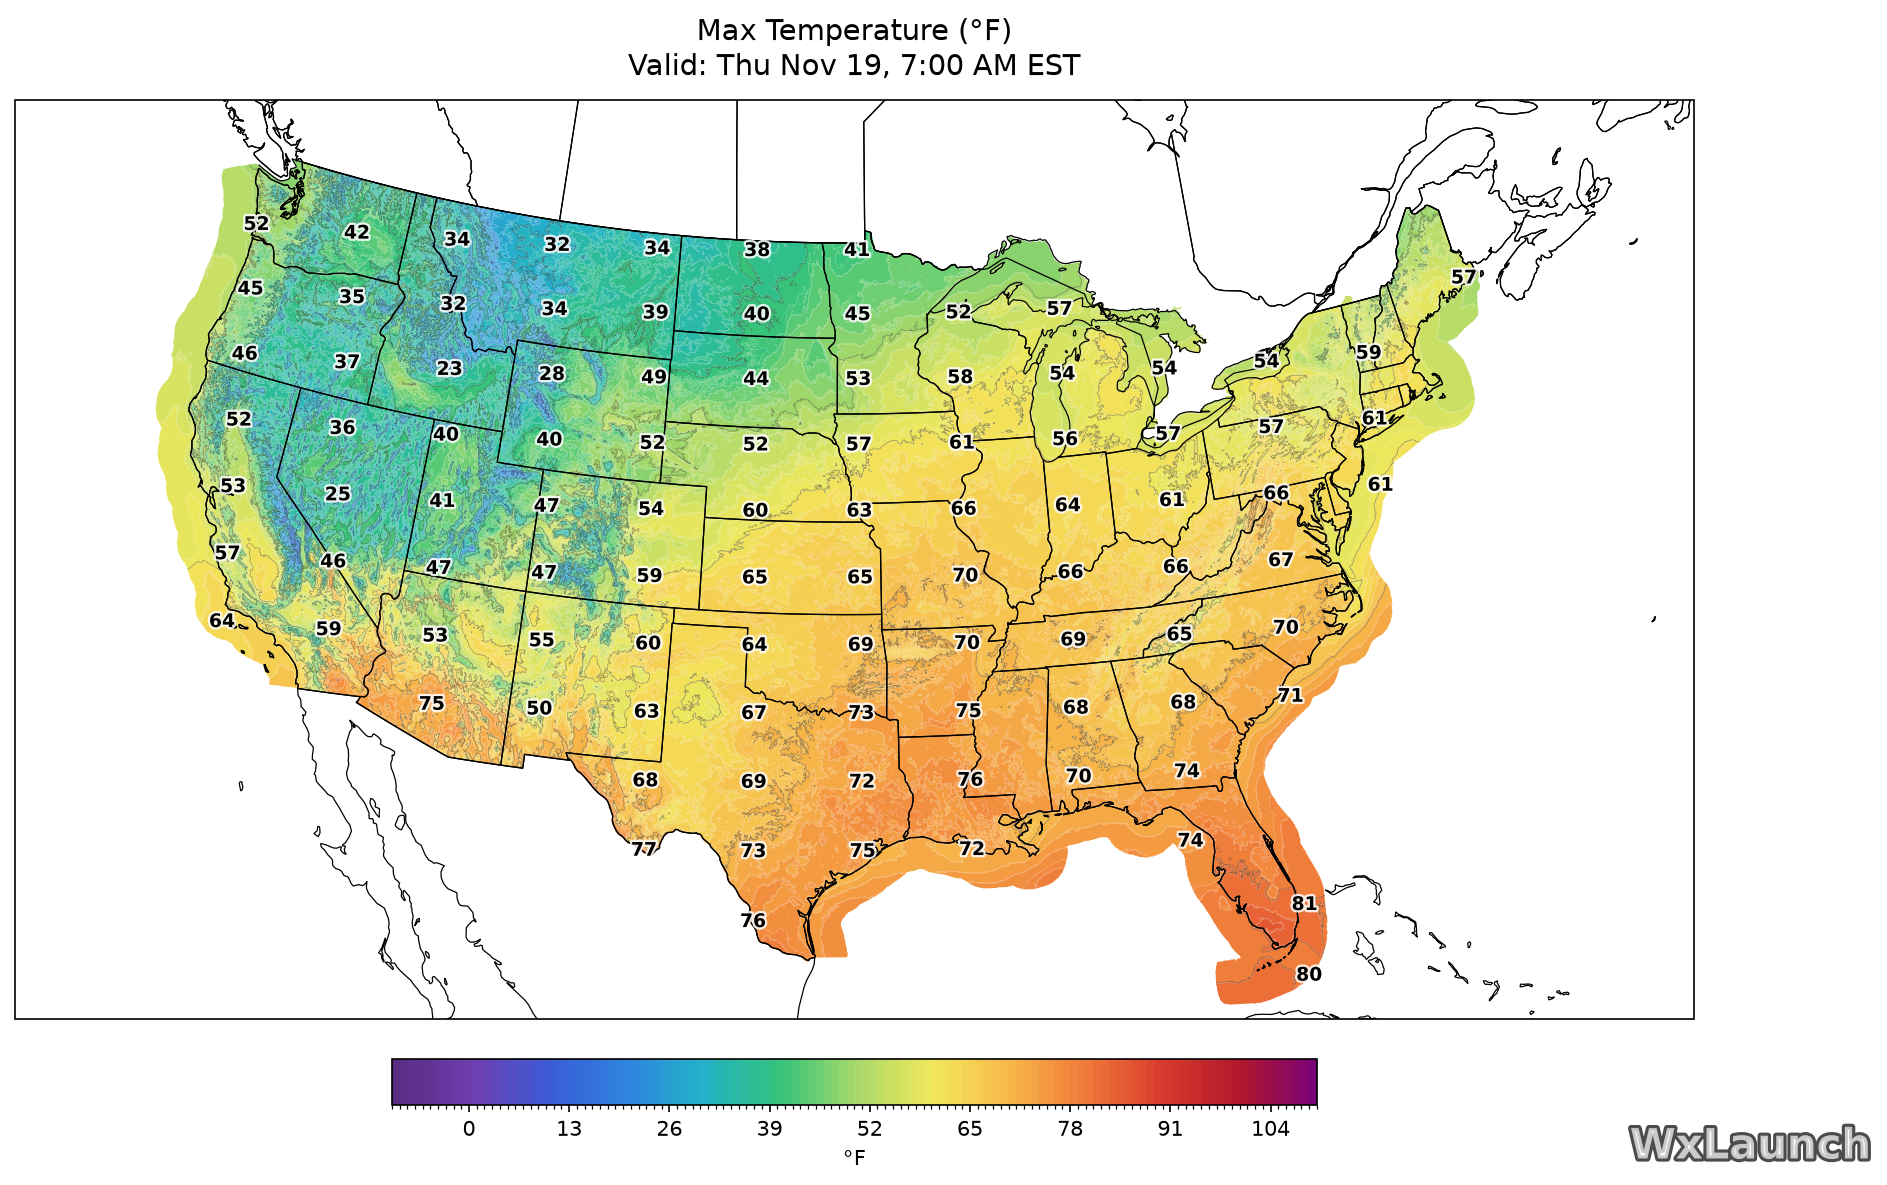 Max Temperature (°F)
Valid: Thu Nov 19, 7:00 AM EST
52 42 34 32 34 38 41
45 35 32 34 39 40 45 52 57 57
46 37 23 28 49 44 53 58 54 54 54 59
52 36 40 40 52 52 57 61 56 57 57 61
53 25 41 47 54 60 63 66 64 61 66 61
57 46 47 47 59 65 65 70 66 66 67
64 59 53 55 60 64 69 70 69 65 70
75 50 63 67 73 75 68 68 71
68 69 72 76 70 74
77 73 75 72 74
76 81
80
0 13 26 39 52 65 78 91 104
°F
WxLaunch